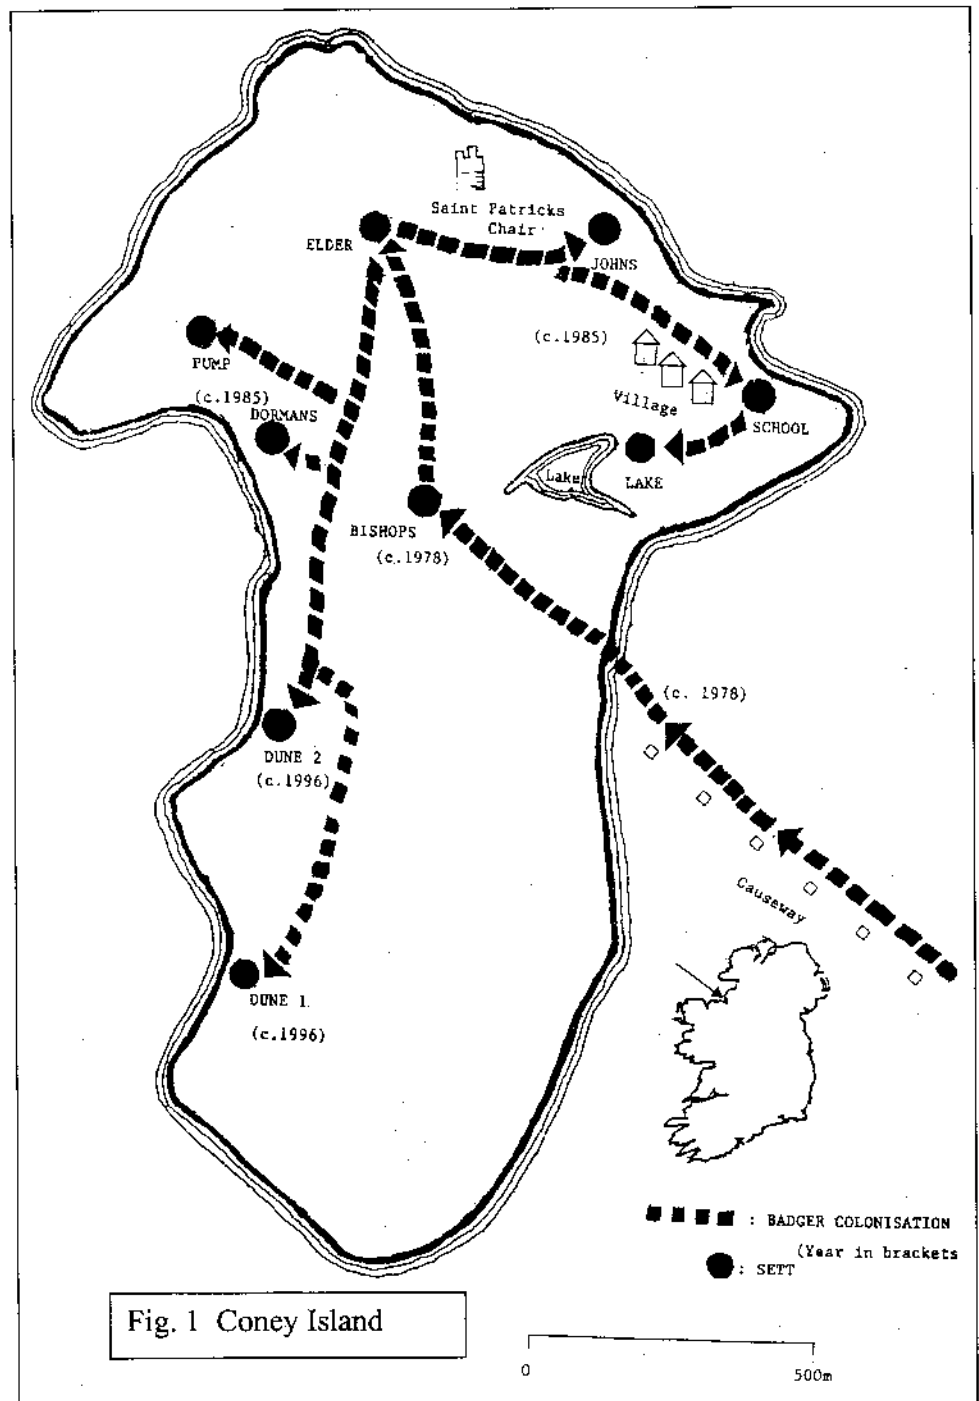 Saint Patricks
Chair
ELDER
JOHNS
(c.1985)
PUMP
(c.1985)
DORMANS
Village
SCHOOL
Lake
LAKE
BISHOPS
(c.1978)
(c. 1978)
DUNE 2
(c.1996)
Causeway
DUNE 1
(c.1996)
: BADGER COLONISATION
(Year in brackets
: SETT
Fig. 1 Coney Island
0
500m